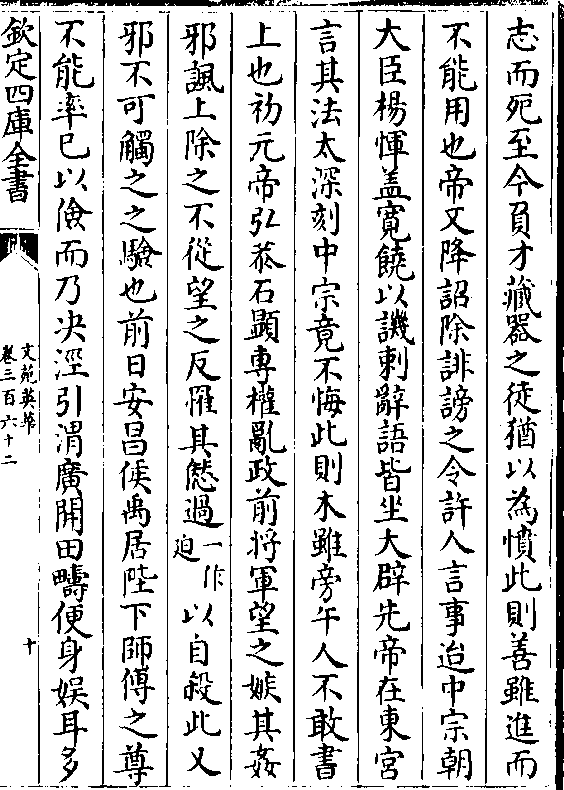 志而死至今負才藏器之徒猶以為憤此則善雖進而
不能用也帝文降詔除誹謗之令許人言事迨中宗朝
大臣楊惲盖寛饒以譏刺辭語皆坐大辟先帝在東宮
言其法太深刻中宗竟不悔此則木雖旁午人不敢書
上也初元帝弘恭石顯專權亂政前將軍望之嫉其姦
邪諷上除之不從望之反罹其愆過一作迫以自殺此又
邪不可觸之之驗也前日安昌侯禹居陛下師傅之尊
不能率已以儉而乃决涇引渭廣開田疇便身娱耳多
欽定四庫全書
文苑英華
卷三百六十二
十